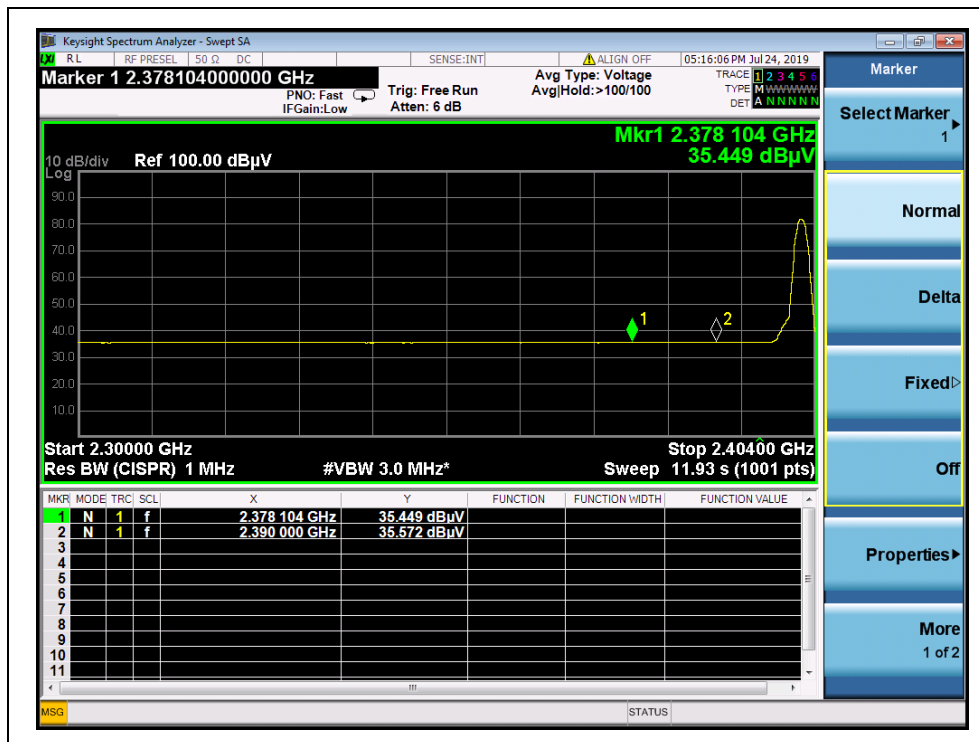 Keysight Spectrum Analyzer - Swept SA
LXI RL RF PRESEL 50 Ω DC SENSE:INT ALIGN OFF 05:16:06 PM Jul 24, 2019
Marker 1 2.378104000000 GHz
PNO: Fast
IFGain:Low
Trig: Free Run
Atten: 6 dB
Avg Type: Voltage
Avg|Hold:>100/100
TRACE 1 2 3 4 5 6
TYPE M WWWWW
DET A N N N N N
Mkr1 2.378 104 GHz
35.449 dBµV
10 dB/div Ref 100.00 dBµV
Log
90.0
80.0
70.0
60.0
50.0
40.0
30.0
20.0
10.0
1
2
Start 2.30000 GHz
Stop 2.40400 GHz
Res BW (CISPR) 1 MHz
#VBW 3.0 MHz*
Sweep 11.93 s (1001 pts)
MKR MODE TRC SCL X Y FUNCTION FUNCTION WIDTH FUNCTION VALUE
1 N 1 f 2.378 104 GHz 35.449 dBµV
2 N 1 f 2.390 000 GHz 35.572 dBµV
3
4
5
6
7
8
9
10
11
MSG
STATUS
Marker
Select Marker
1
Normal
Delta
Fixed
Off
Properties
More
1 of 2